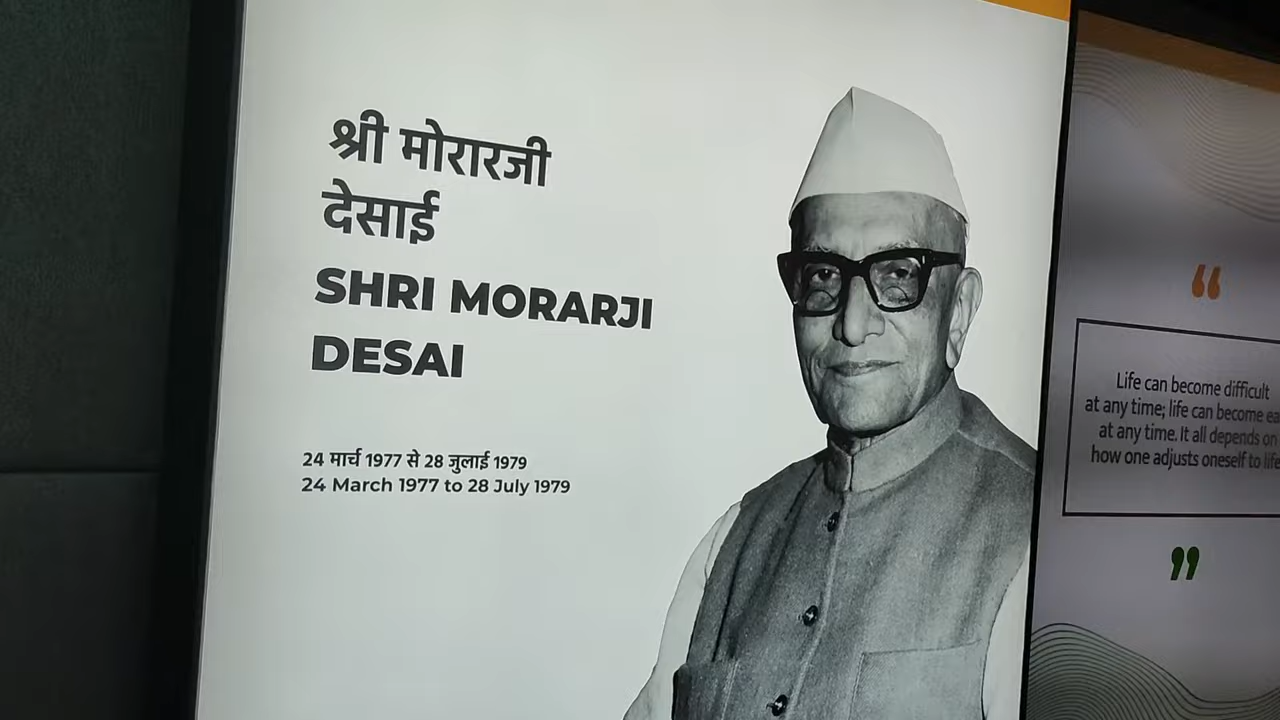 श्री मोरारजी
देसाई
SHRI MORARJI
DESAI
24 मार्च 1977 से 28 जुलाई 1979
24 March 1977 to 28 July 1979
“
Life can become difficult
at any time; life can become
at any time. It all depends on
how one adjusts oneself to life
”